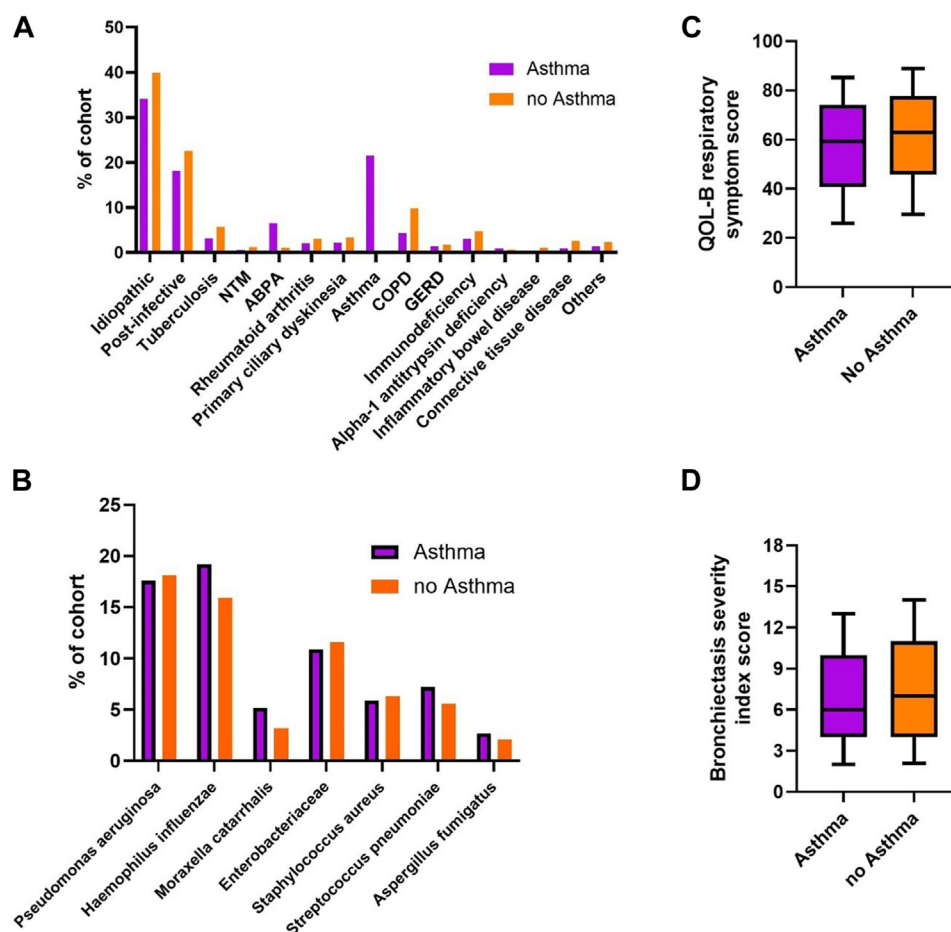 A
% of cohort
50
40
30
20
10
0
Asthma
no Asthma
Idiopathic
Post-infective
Tuberculosis
NTM
ABPA
Rheumatoid arthritis
Primary ciliary dyskinesia
Asthma
COPD
GERD
Immunodeficiency
Alpha-1 antitrypsin deficiency
Inflammatory bowel disease
Connective tissue disease
Others
C
QOL-B respiratory
symptom score
100
80
60
40
20
0
Asthma
No Asthma
B
% of cohort
25
20
15
10
5
0
Asthma
no Asthma
Pseudomonas aeruginosa
Haemophilus influenzae
Moraxella catarrhalis
Enterobacteriaceae
Staphylococcus aureus
Streptococcus pneumoniae
Aspergillus fumigatus
D
Bronchiectasis severity
index score
18
15
12
9
6
3
0
Asthma
no Asthma